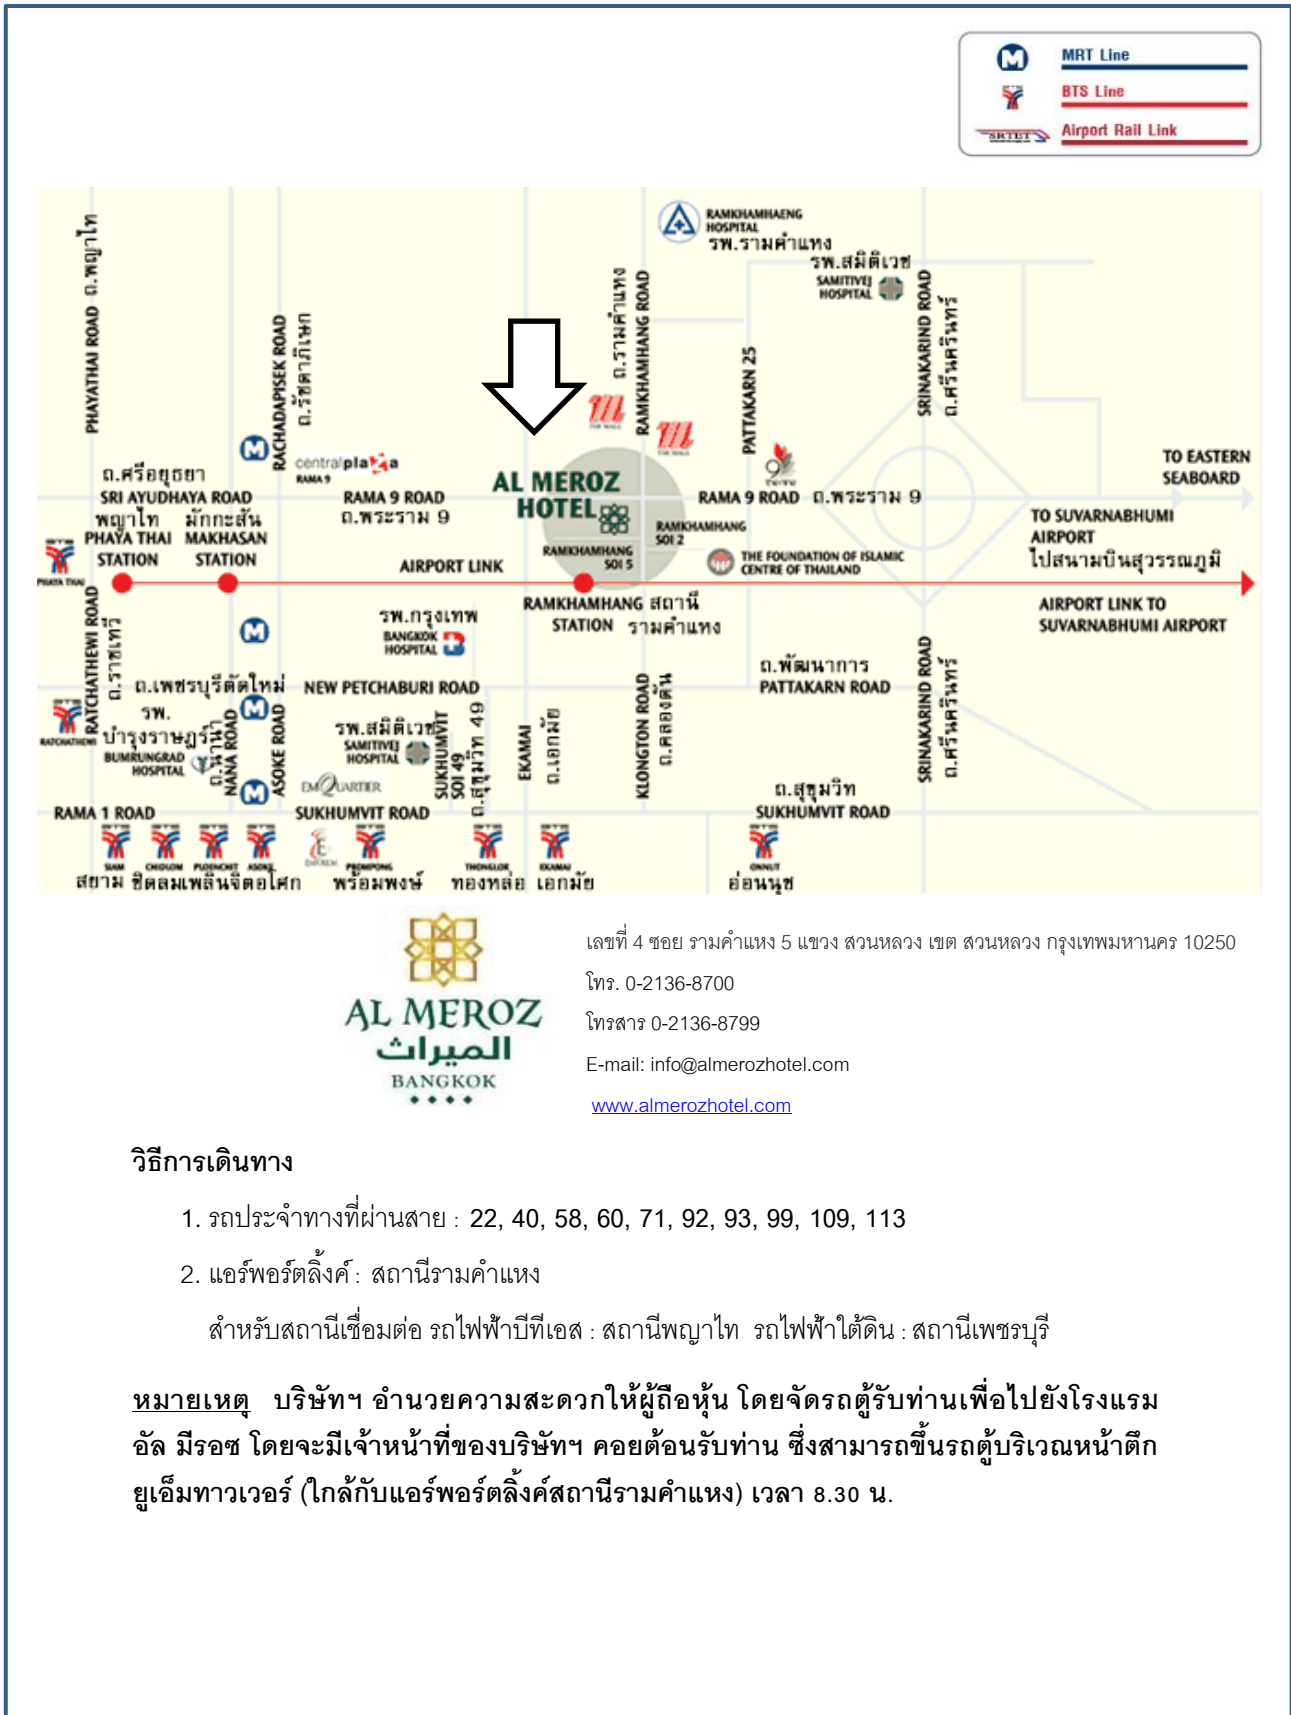 MRT Line
BTS Line
SRTET Airport Rail Link
PHAYATHAI ROAD ถ.พญาไท
RACHADAPISEK ROAD
ถ.รัชดาภิเษก
RAMKHAMHAENG
HOSPITAL
รพ.รามคำแหง
รพ.สมิติเวช
SAMITIVEJ
HOSPITAL
ถ.รามคำแหง
RAMKHAMHANG ROAD
PATTAKARN 25
SRINAKARIND ROAD
ถ.ศรีนครินทร์
THE MALL
THE MALL
centralplaza
RAMA 9
ถ.ศรีอยุธยา
SRI AYUDHAYA ROAD
RAMA 9 ROAD
ถ.พระราม 9
AL MEROZ
HOTEL
RAMA 9 ROAD ถ.พระราม 9
TO EASTERN
SEABOARD
พญาไท
PHAYA THAI
STATION
มักกะสัน
MAKHASAN
STATION
PHAYA THAI
AIRPORT LINK
RAMKHAMHANG
SOI 5
RAMKHAMHANG
SOI 2
THE FOUNDATION OF ISLAMIC
CENTRE OF THAILAND
TO SUVARNABHUMI
AIRPORT
ไปสนามบินสุวรรณภูมิ
RAMKHAMHANG สถานี
STATION รามคำแหง
AIRPORT LINK TO
SUVARNABHUMI AIRPORT
RATCHATHEWI ROAD
ถ.ราชเทวี
รพ.กรุงเทพ
BANGKOK
HOSPITAL
ถ.เพชรบุรีตัดใหม่ NEW PETCHABURI ROAD
ถ.พัฒนาการ
PATTAKARN ROAD
RATCHATHEWI
รพ.
บำรุงราษฎร์
BUMRUNGRAD
HOSPITAL
ถ.นานา
NANA ROAD
ASOKE ROAD
รพ.สมิติเวช
SAMITIVEJ
HOSPITAL
SUKHUMVIT
SOI 49
ถ.สุขุมวิท 49
EKAMAI
ถ.เอกมัย
KLONGTON ROAD
ถ.คลองตัน
SRINAKARIND ROAD
ถ.ศรีนครินทร์
EMQUARTIER
RAMA 1 ROAD
SUKHUMVIT ROAD
ถ.สุขุมวิท
SUKHUMVIT ROAD
SIAM CHIDLOM PLOENCHIT ASOKE PROMPONG THONGLOR EKAMAI ONNUT
สยาม ชิดลม เพลินจิต อโศก พร้อมพงษ์ ทองหล่อ เอกมัย อ่อนนุช
AL MEROZ
الميراث
BANGKOK
เลขที่ 4 ซอย รามคำแหง 5 แขวง สวนหลวง เขต สวนหลวง กรุงเทพมหานคร 10250
โทร. 0-2136-8700
โทรสาร 0-2136-8799
E-mail: info@almerozhotel.com
www.almerozhotel.com
วิธีการเดินทาง
1. รถประจำทางที่ผ่านสาย : 22, 40, 58, 60, 71, 92, 93, 99, 109, 113
2. แอร์พอร์ตลิ้งค์ : สถานีรามคำแหง
สำหรับสถานีเชื่อมต่อ รถไฟฟ้าบีทีเอส : สถานีพญาไท รถไฟฟ้าใต้ดิน : สถานีเพชรบุรี
หมายเหตุ บริษัทฯ อำนวยความสะดวกให้ผู้ถือหุ้น โดยจัดรถตู้รับท่านเพื่อไปยังโรงแรม
อัล มีรอซ โดยจะมีเจ้าหน้าที่ของบริษัทฯ คอยต้อนรับท่าน ซึ่งสามารถขึ้นรถตู้บริเวณหน้าตึก
ยูเอ็มทาวเวอร์ (ใกล้กับแอร์พอร์ตลิ้งค์สถานีรามคำแหง) เวลา 8.30 น.